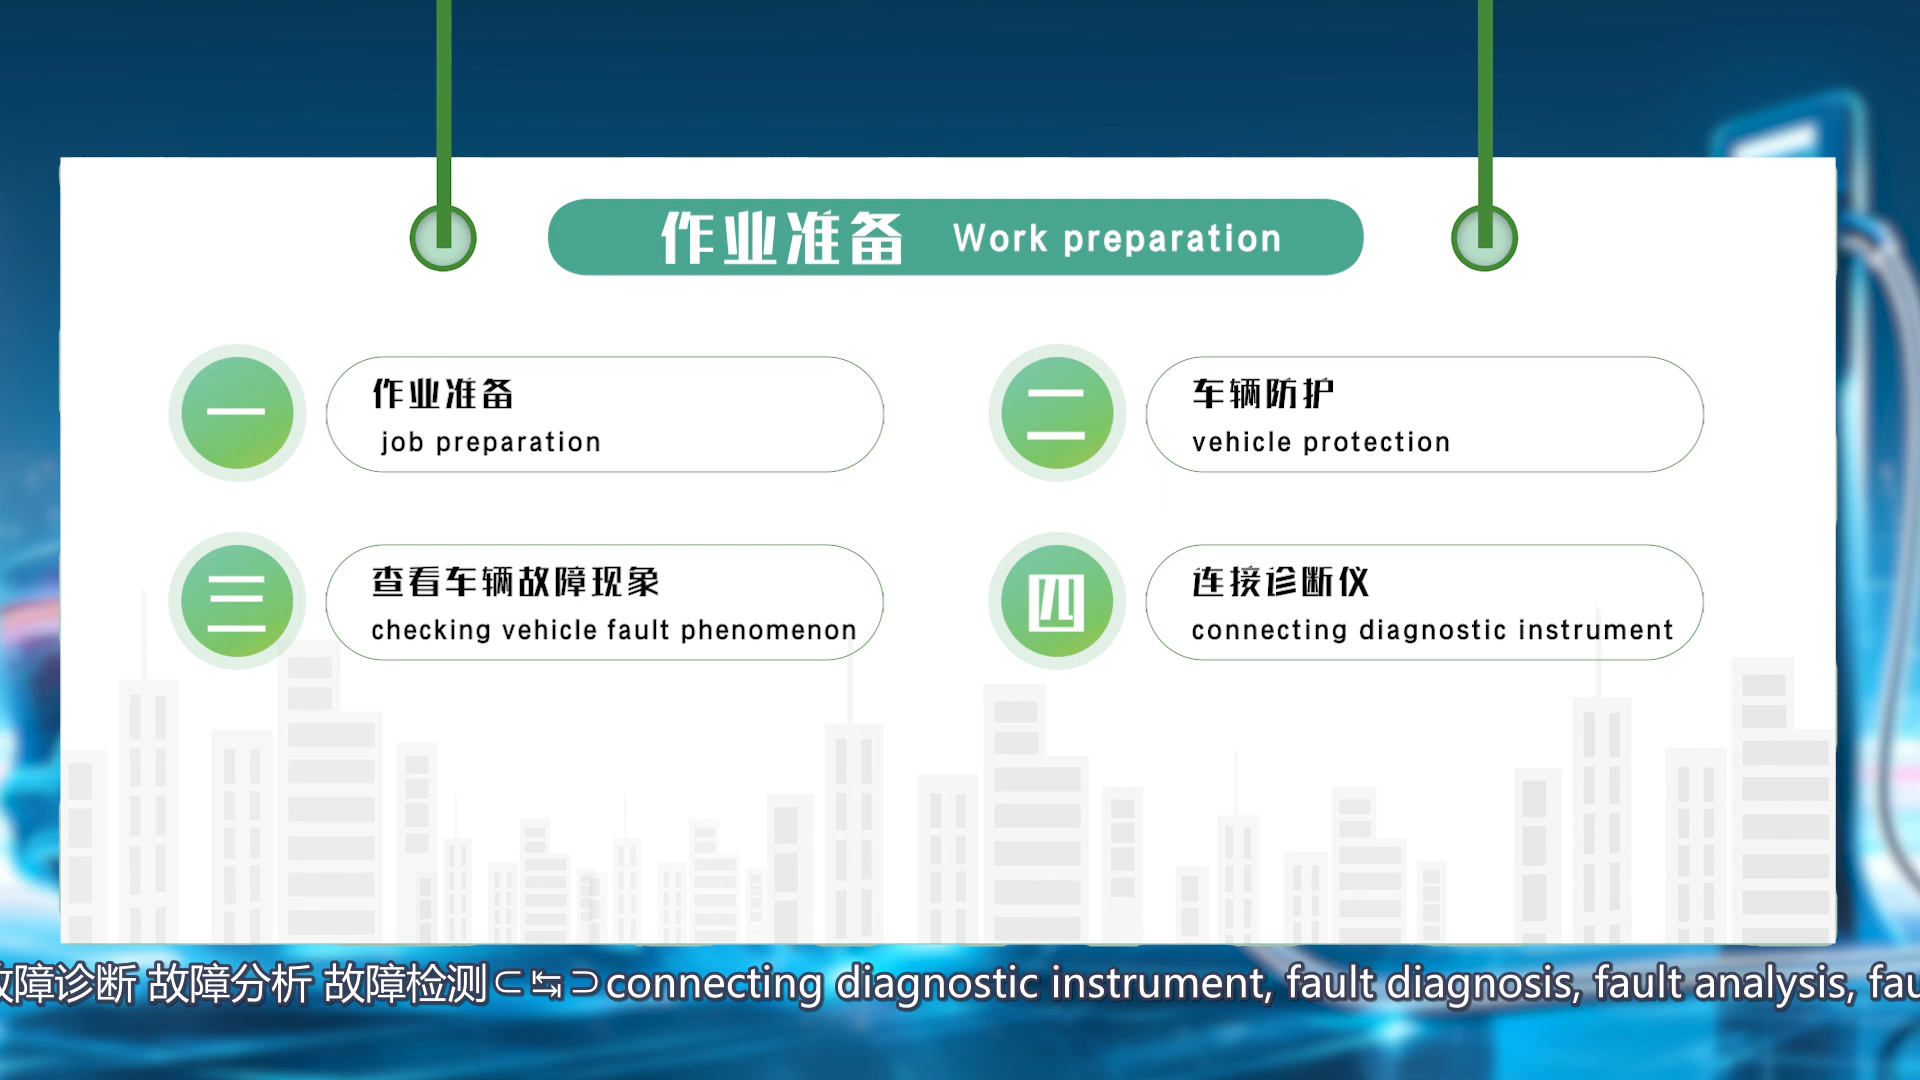 作业准备 Work preparation
一
作业准备
job preparation
二
车辆防护
vehicle protection
三
查看车辆故障现象
checking vehicle fault phenomenon
四
连接诊断仪
connecting diagnostic instrument
故障诊断 故障分析 故障检测⊂⭾⊃connecting diagnostic instrument, fault diagnosis, fault analysis, fau